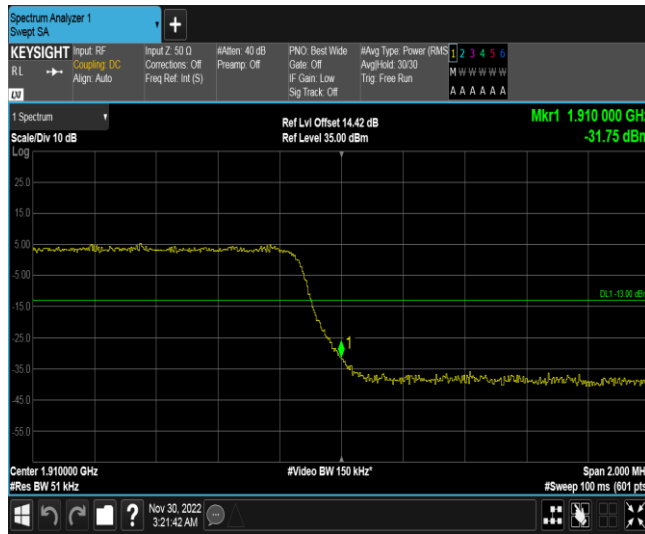 Spectrum Analyzer 1
Swept SA
+
KEYSIGHT
RL
LXI
Input: RF
Coupling: DC
Align: Auto
Input Z: 50 Ω
Corrections: Off
Freq Ref: Int (S)
#Atten: 40 dB
Preamp: Off
PNO: Best Wide
Gate: Off
IF Gain: Low
Sig Track: Off
#Avg Type: Power (RMS
Avg|Hold: 30/30
Trig: Free Run
1 2 3 4 5 6
M W W W W W
A A A A A A
1 Spectrum
Scale/Div 10 dB
Log
Ref Lvl Offset 14.42 dB
Ref Level 35.00 dBm
Mkr1 1.910 000 GH
-31.75 dBm
25.0
15.0
5.00
-5.00
-15.0
-25.0
-35.0
-45.0
-55.0
DL1 -13.00 dB
1
Center 1.910000 GHz
#Res BW 51 kHz
#Video BW 150 kHz*
Span 2.000 MH
#Sweep 100 ms (601 pts
?
Nov 30, 2022
3:21:42 AM